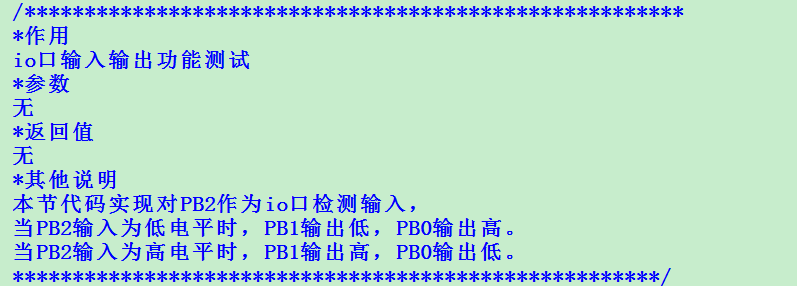 /*******************************************************
*作用
io口输入输出功能测试
*参数
无
*返回值
无
*其他说明
本节代码实现对PB2作为io口检测输入，
当PB2输入为低电平时，PB1输出低，PB0输出高。
当PB2输入为高电平时，PB1输出高，PB0输出低。
******************************************************/